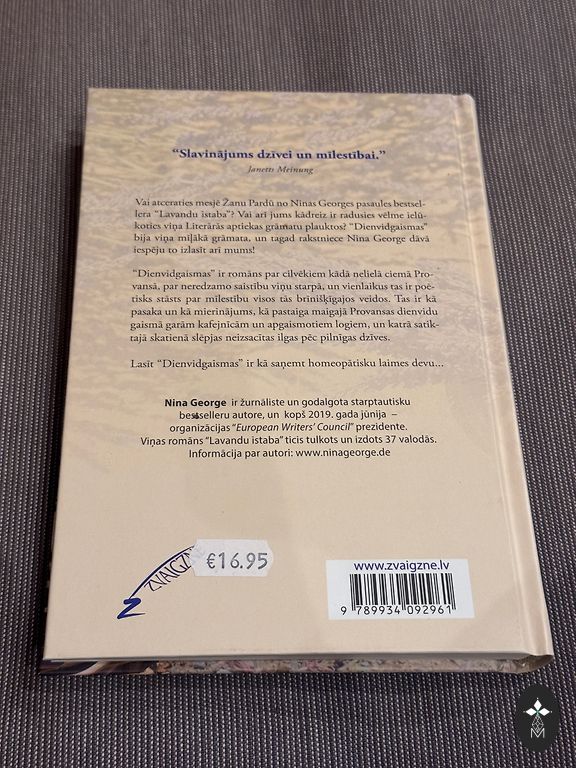 “Slavinājums dzīvei un mīlestībai.”
Janett Meinung
Vai atceraties mesjē Žanu Pardū no Ninas Georges pasaules bestsel-
lera “Lavandu istaba”? Vai arī jums kādreiz ir radusies vēlme ielū-
koties viņa Literārās aptiekas grāmatu plauktos? “Dienvidgaismas”
bija viņa mīļākā grāmata, un tagad rakstniece Nina George dāvā
iespēju to izlasīt arī mums!
“Dienvidgaismas” ir romāns par cilvēkiem kādā nelielā ciemā Pro-
vansā, par neredzamo saistību viņu starpā, un vienlaikus tas ir poē-
tisks stāsts par mīlestību visos tās brīnišķīgajos veidos. Tas ir kā
pasaka un kā mierinājums, kā pastaiga maigajā Provansas dienvidu
gaismā garām kafejnīcām un apgaismotiem logiem, un katrā satik-
tajā skatienā slēpjas neizsacītas ilgas pēc pilnīgas dzīves.
Lasīt “Dienvidgaismas” ir kā saņemt homeopātisku laimes devu...
Nina George ir žurnāliste un godalgota starptautisku
bestselleru autore, un kopš 2019. gada jūnija –
organizācijas “European Writers’ Council” prezidente.
Viņas romāns “Lavandu istaba” ticis tulkots un izdots 37 valodās.
Informācija par autori: www.ninageorge.de
ZVAIGZN
€16.95
www.zvaigzne.lv
9 789934 092961
M